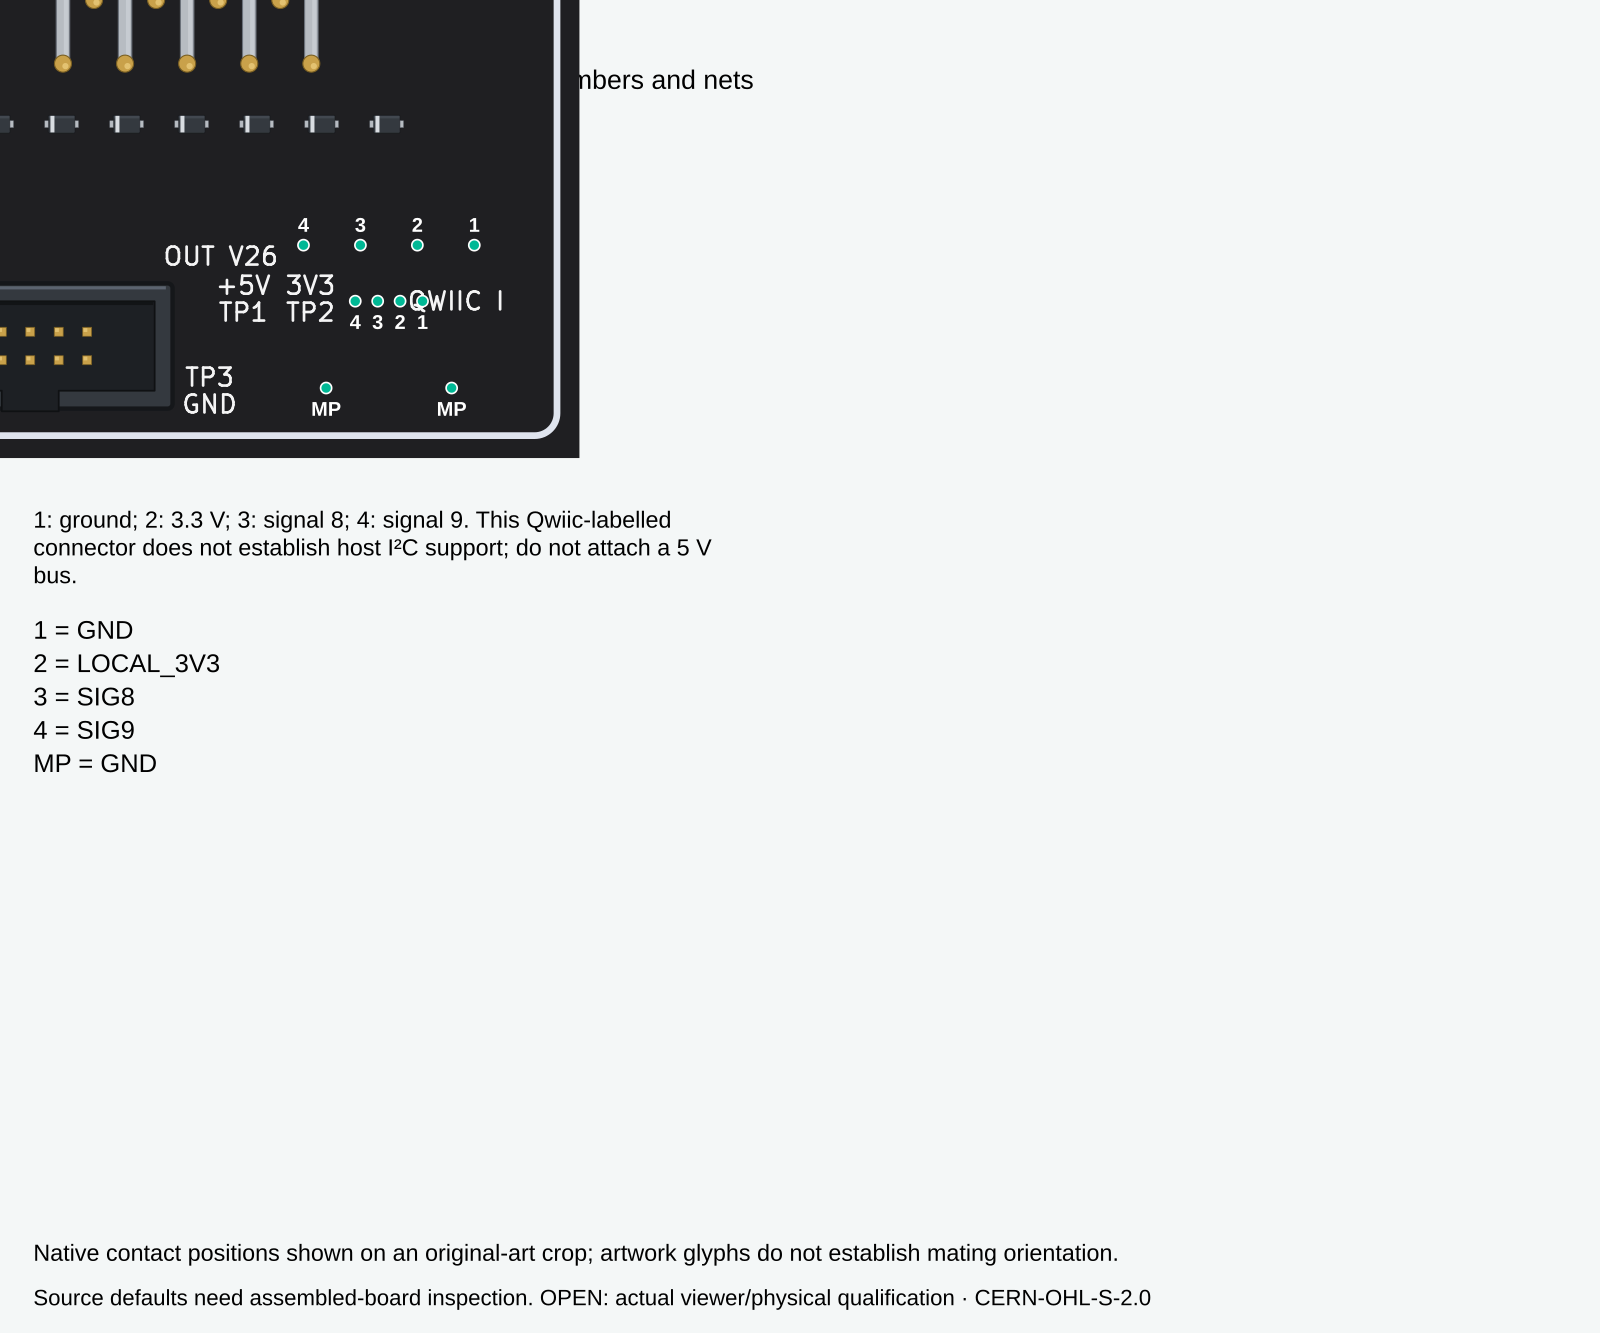 and nets
4 3 2 1
OUT V26
+5V 3V3
TP1 TP2
QWIIC I
4 3 2 1
TP3
GND
MP MP
1: ground; 2: 3.3 V; 3: signal 8; 4: signal 9. This Qwiic-labelled
connector does not establish host I²C support; do not attach a 5 V
bus.
1 = GND
2 = LOCAL_3V3
3 = SIG8
4 = SIG9
MP = GND
Native contact positions shown on an original-art crop; artwork glyphs do not establish mating orientation.
Source defaults need assembled-board inspection. OPEN: actual viewer/physical qualification · CERN-OHL-S-2.0